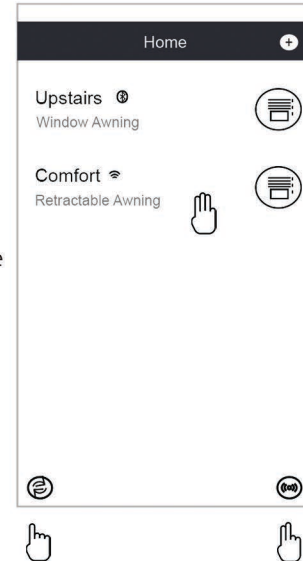 Home
Upstairs
Window Awning
Comfort
Retractable Awning
e